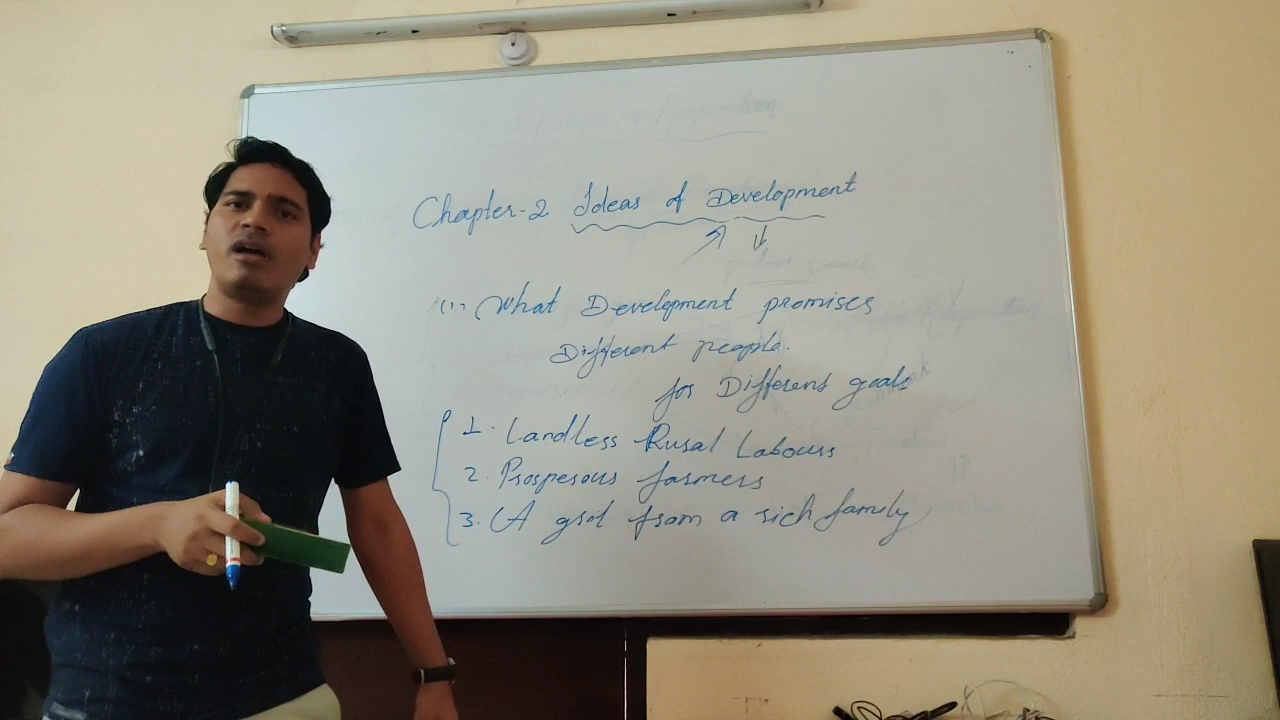 Chapter-2 Ideas of Development
(1) What Development promises
Different people.
for Different goals
1. Landless Rural Labours
2. Prosperous farmers
3. A girl from a rich family